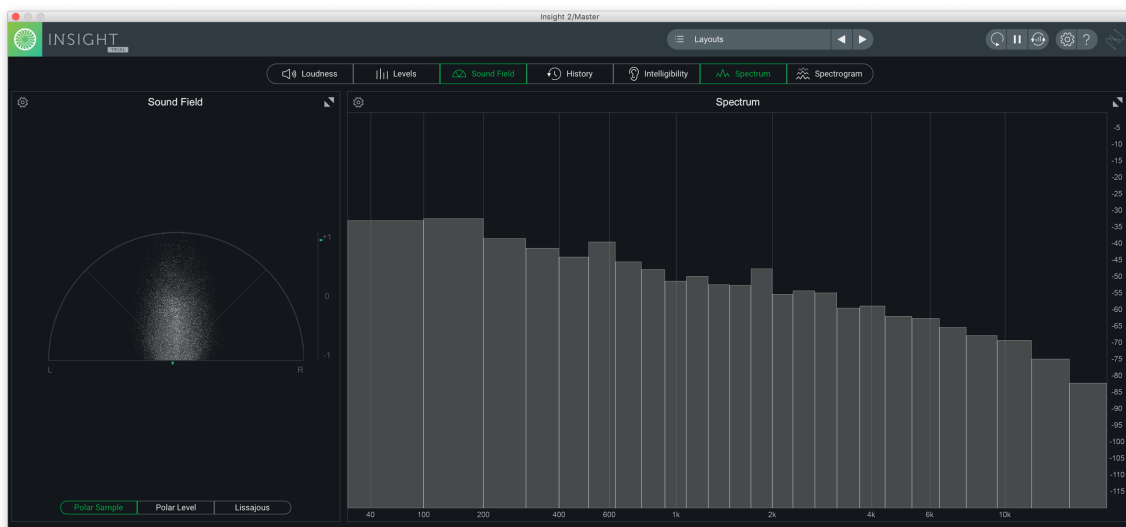 Insight 2/Master
INSIGHT
TRIAL
Layouts
?
Loudness Levels Sound Field History Intelligibility Spectrum Spectrogram
Sound Field
+1
0
-1
L R
Polar Sample Polar Level Lissajous
Spectrum
-5
-10
-15
-20
-25
-30
-35
-40
-45
-50
-55
-60
-65
-70
-75
-80
-85
-90
-95
-100
-105
-110
-115
40 100 200 400 600 1k 2k 4k 6k 10k